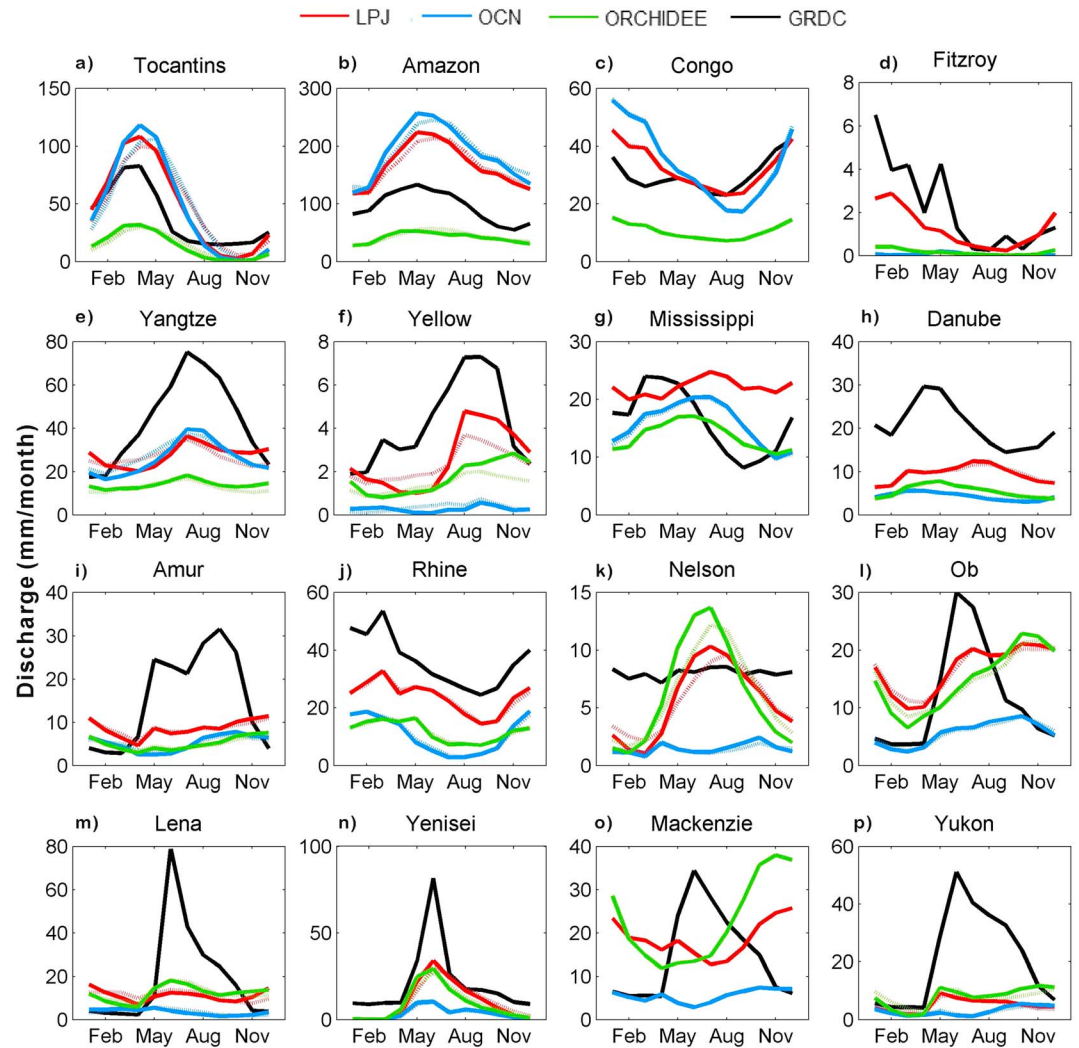 LPJ OCN ORCHIDEE GRDC
a) Tocantins b) Amazon c) Congo d) Fitzroy
150 300 60 8
100 200 40 6
4
50 100 20 2
0 0 0 0
Feb May Aug Nov Feb May Aug Nov Feb May Aug Nov Feb May Aug Nov
e) Yangtze f) Yellow g) Mississippi h) Danube
80 8 30 40
60 6 30
20
40 4 20
10
20 2 10
0 0 0 0
Feb May Aug Nov Feb May Aug Nov Feb May Aug Nov Feb May Aug Nov
Discharge (mm/month)
i) Amur j) Rhine k) Nelson l) Ob
40 60 15 30
30
40 10 20
20
20 5 10
10
0 0 0 0
Feb May Aug Nov Feb May Aug Nov Feb May Aug Nov Feb May Aug Nov
m) Lena n) Yenisei o) Mackenzie p) Yukon
80 100 40 60
60 30
40
40 50 20
20
20 10
0 0 0 0
Feb May Aug Nov Feb May Aug Nov Feb May Aug Nov Feb May Aug Nov